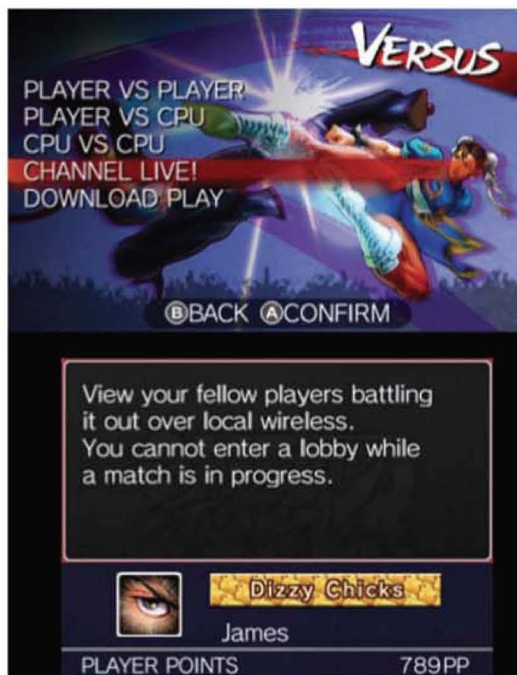 VERSUS
PLAYER VS PLAYER
PLAYER VS CPU
CPU VS CPU
CHANNEL LIVE!
DOWNLOAD PLAY
ⒷBACK ⒶCONFIRM
View your fellow players battling
it out over local wireless.
You cannot enter a lobby while
a match is in progress.
Dizzy Chicks
James
PLAYER POINTS 789PP